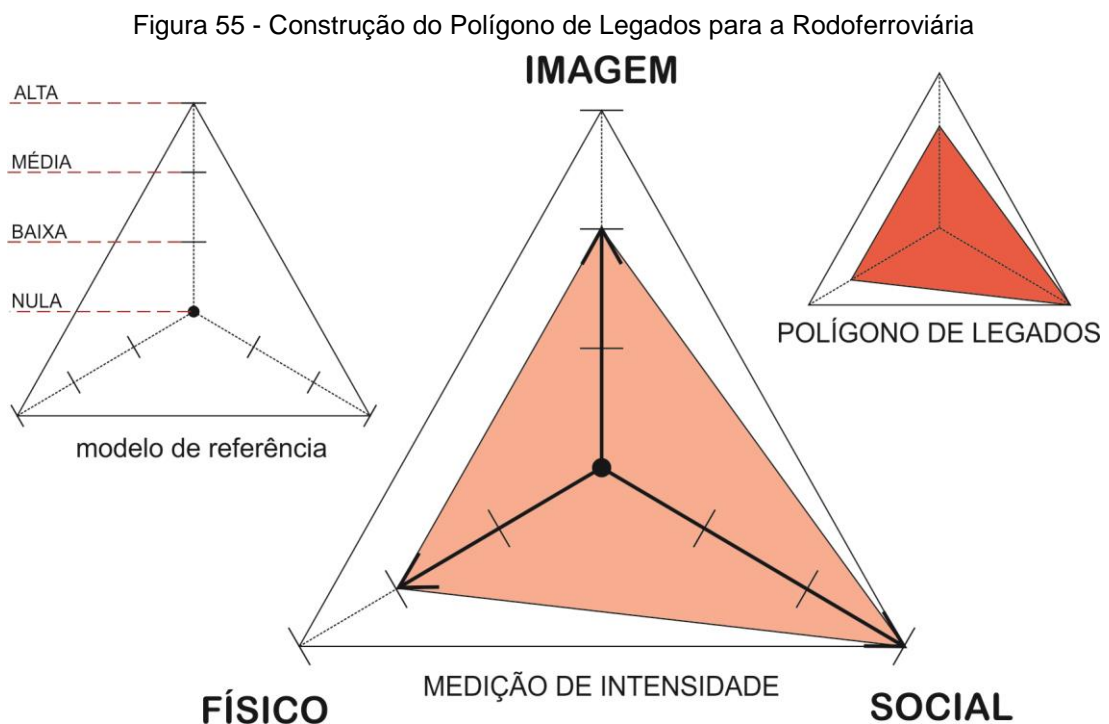 Figura 55 - Construção do Polígono de Legados para a Rodoferroviária
IMAGEM
ALTA
MÉDIA
BAIXA
NULA
modelo de referência
POLÍGONO DE LEGADOS
MEDIÇÃO DE INTENSIDADE
FÍSICO
SOCIAL